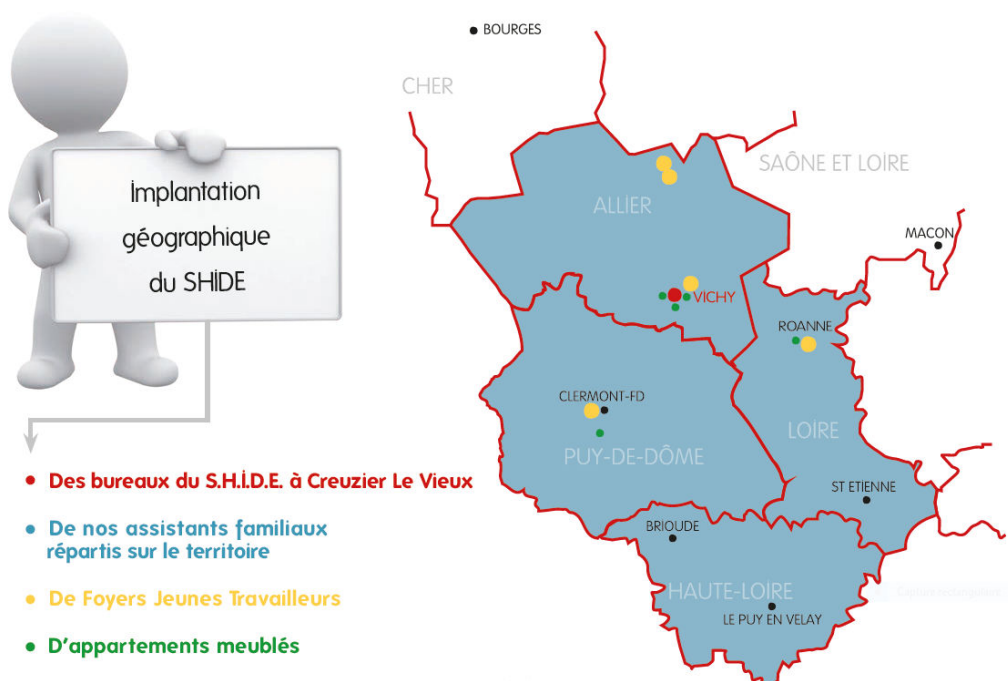 Implantation
géographique
du SHIDE
• Des bureaux du S.H.I.D.E. à Creuzier Le Vieux
• De nos assistants familiaux
répartis sur le territoire
• De Foyers Jeunes Travailleurs
• D'appartements meublés
BOURGES
CHER
SAÔNE ET LOIRE
ALLIER
MACON
VICHY
ROANNE
CLERMONT-FD
LOIRE
PUY-DE-DÔME
ST ETIENNE
BRIOUDE
HAUTE-LOIRE
LE PUY EN VELAY